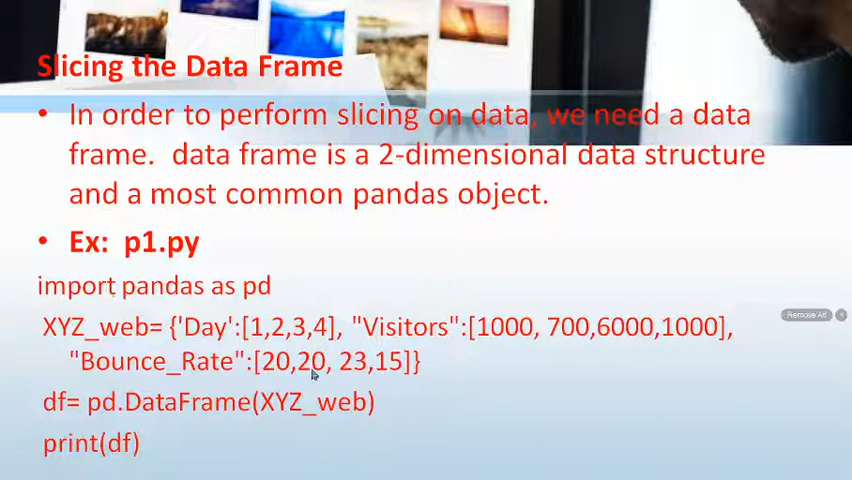 Slicing the Data Frame
• In order to perform slicing on data, we need a data
frame.  data frame is a 2-dimensional data structure
and a most common pandas object.
• Ex:  p1.py
import pandas as pd
XYZ_web= {'Day':[1,2,3,4], "Visitors":[1000, 700,6000,1000],
"Bounce_Rate":[20,20, 23,15]}
df= pd.DataFrame(XYZ_web)
print(df)
Remove All